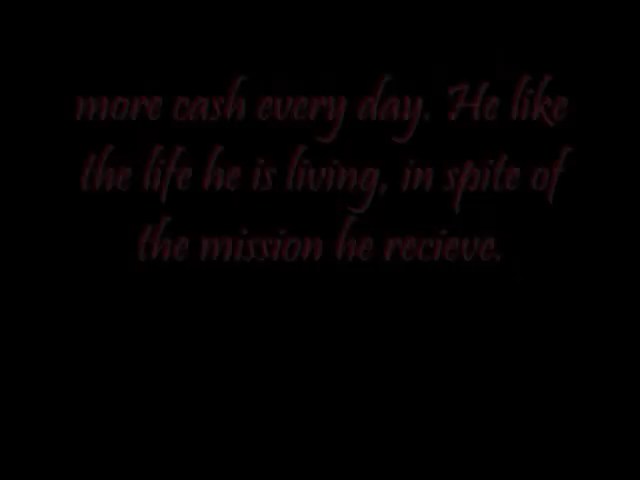 more cash every day. He like
the life he is living, in spite of
the mission he recieve.